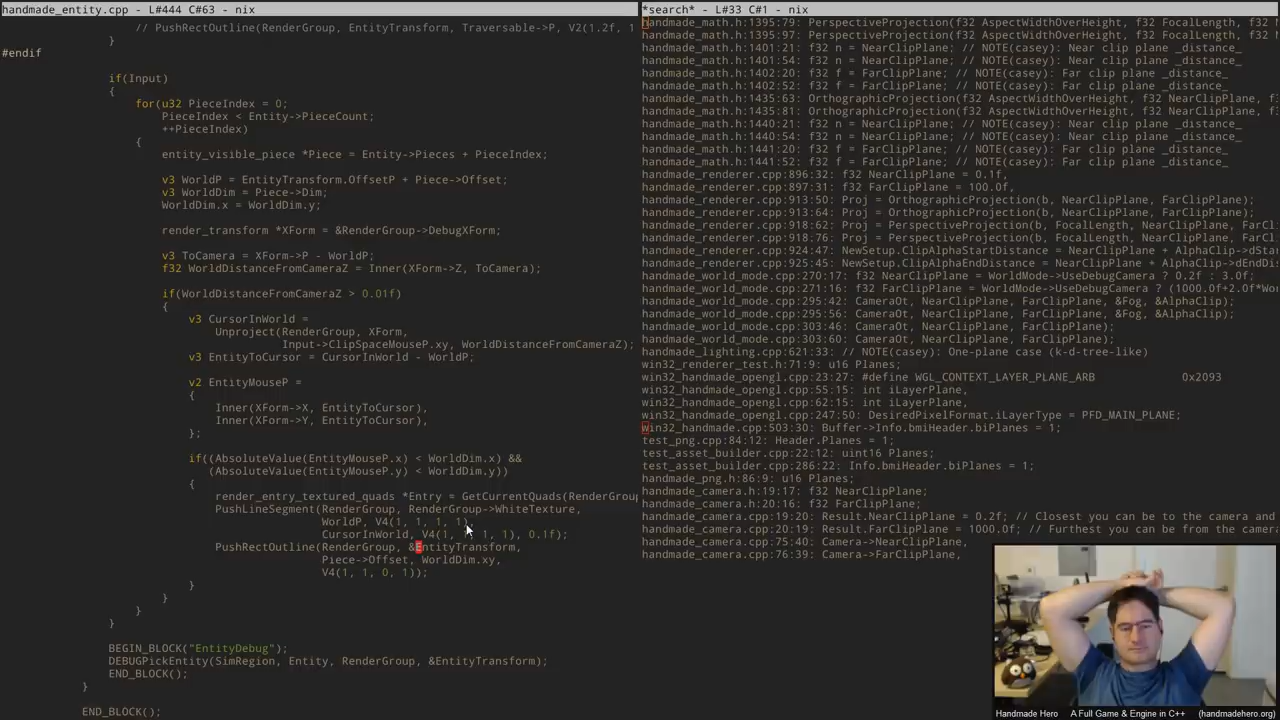 handmade_entity.cpp - L#444 C#63 - nix
// PushRectOutline(RenderGroup, EntityTransform, Traversable->P, V2(1.2f, 1
}
#endif
if(Input)
{
for(u32 PieceIndex = 0;
PieceIndex < Entity->PieceCount;
++PieceIndex)
{
entity_visible_piece *Piece = Entity->Pieces + PieceIndex;
v3 WorldP = EntityTransform.OffsetP + Piece->Offset;
v3 WorldDim = Piece->Dim;
WorldDim.x = WorldDim.y;
render_transform *XForm = &RenderGroup->DebugXForm;
v3 ToCamera = XForm->P - WorldP;
f32 WorldDistanceFromCameraZ = Inner(XForm->Z, ToCamera);
if(WorldDistanceFromCameraZ > 0.01f)
{
v3 CursorInWorld =
Unproject(RenderGroup, XForm,
Input->ClipSpaceMouseP.xy, WorldDistanceFromCameraZ);
v3 EntityToCursor = CursorInWorld - WorldP;
v2 EntityMouseP =
{
Inner(XForm->X, EntityToCursor),
Inner(XForm->Y, EntityToCursor),
};
if((AbsoluteValue(EntityMouseP.x) < WorldDim.x) &&
(AbsoluteValue(EntityMouseP.y) < WorldDim.y))
{
render_entry_textured_quads *Entry = GetCurrentQuads(RenderGrou
PushLineSegment(RenderGroup, RenderGroup->WhiteTexture,
WorldP, V4(1, 1, 1, 1),
CursorInWorld, V4(1, 1, 1, 1), 0.1f);
PushRectOutline(RenderGroup, &EntityTransform,
Piece->Offset, WorldDim.xy,
V4(1, 1, 0, 1));
}
}
}
}
BEGIN_BLOCK("EntityDebug");
DEBUGPickEntity(SimRegion, Entity, RenderGroup, &EntityTransform);
END_BLOCK();
}
END_BLOCK();
*search* - L#33 C#1 - nix
handmade_math.h:1395:79: PerspectiveProjection(f32 AspectWidthOverHeight, f32 FocalLength, f32 N
handmade_math.h:1395:97: PerspectiveProjection(f32 AspectWidthOverHeight, f32 FocalLength, f32 N
handmade_math.h:1401:21: f32 n = NearClipPlane; // NOTE(casey): Near clip plane _distance_
handmade_math.h:1401:54: f32 n = NearClipPlane; // NOTE(casey): Near clip plane _distance_
handmade_math.h:1402:20: f32 f = FarClipPlane; // NOTE(casey): Far clip plane _distance_
handmade_math.h:1402:52: f32 f = FarClipPlane; // NOTE(casey): Far clip plane _distance_
handmade_math.h:1435:63: OrthographicProjection(f32 AspectWidthOverHeight, f32 NearClipPlane, f
handmade_math.h:1435:81: OrthographicProjection(f32 AspectWidthOverHeight, f32 NearClipPlane, f
handmade_math.h:1440:21: f32 n = NearClipPlane; // NOTE(casey): Near clip plane _distance_
handmade_math.h:1440:54: f32 n = NearClipPlane; // NOTE(casey): Near clip plane _distance_
handmade_math.h:1441:20: f32 f = FarClipPlane; // NOTE(casey): Far clip plane _distance_
handmade_math.h:1441:52: f32 f = FarClipPlane; // NOTE(casey): Far clip plane _distance_
handmade_renderer.cpp:896:32: f32 NearClipPlane = 0.1f,
handmade_renderer.cpp:897:31: f32 FarClipPlane = 100.0f,
handmade_renderer.cpp:913:50: Proj = OrthographicProjection(b, NearClipPlane, FarClipPlane);
handmade_renderer.cpp:913:64: Proj = OrthographicProjection(b, NearClipPlane, FarClipPlane);
handmade_renderer.cpp:918:62: Proj = PerspectiveProjection(b, FocalLength, NearClipPlane, FarCli
handmade_renderer.cpp:918:76: Proj = PerspectiveProjection(b, FocalLength, NearClipPlane, FarCli
handmade_renderer.cpp:924:47: NewSetup.ClipAlphaStartDistance = NearClipPlane + AlphaClip->dStar
handmade_renderer.cpp:925:45: NewSetup.ClipAlphaEndDistance = NearClipPlane + AlphaClip->dEndDis
handmade_world_mode.cpp:270:17: f32 NearClipPlane = WorldMode->UseDebugCamera ? 0.2f : 3.0f;
handmade_world_mode.cpp:271:16: f32 FarClipPlane = WorldMode->UseDebugCamera ? (1000.0f+2.0f*Wor
handmade_world_mode.cpp:295:42: CameraOt, NearClipPlane, FarClipPlane, &Fog, &AlphaClip);
handmade_world_mode.cpp:295:56: CameraOt, NearClipPlane, FarClipPlane, &Fog, &AlphaClip);
handmade_world_mode.cpp:303:46: CameraOt, NearClipPlane, FarClipPlane);
handmade_world_mode.cpp:303:60: CameraOt, NearClipPlane, FarClipPlane);
handmade_lighting.cpp:621:33: // NOTE(casey): One-plane case (k-d-tree-like)
win32_renderer_test.h:71:9: u16 Planes;
win32_handmade_opengl.cpp:23:27: #define WGL_CONTEXT_LAYER_PLANE_ARB 0x2093
win32_handmade_opengl.cpp:55:15: int iLayerPlane,
win32_handmade_opengl.cpp:62:15: int iLayerPlane,
win32_handmade_opengl.cpp:247:50: DesiredPixelFormat.iLayerType = PFD_MAIN_PLANE;
win32_handmade.cpp:503:30: Buffer->Info.bmiHeader.biPlanes = 1;
test_png.cpp:84:12: Header.Planes = 1;
test_asset_builder.cpp:22:12: uint16 Planes;
test_asset_builder.cpp:286:22: Info.bmiHeader.biPlanes = 1;
handmade_png.h:86:9: u16 Planes;
handmade_camera.h:19:17: f32 NearClipPlane;
handmade_camera.h:20:16: f32 FarClipPlane;
handmade_camera.cpp:19:20: Result.NearClipPlane = 0.2f; // Closest you can be to the camera and
handmade_camera.cpp:20:19: Result.FarClipPlane = 1000.0f; // Furthest you can be from the camera
handmade_camera.cpp:75:40: Camera->NearClipPlane,
handmade_camera.cpp:76:39: Camera->FarClipPlane,
Handmade Hero A Full Game & Engine in C++ (handmadehero.org)